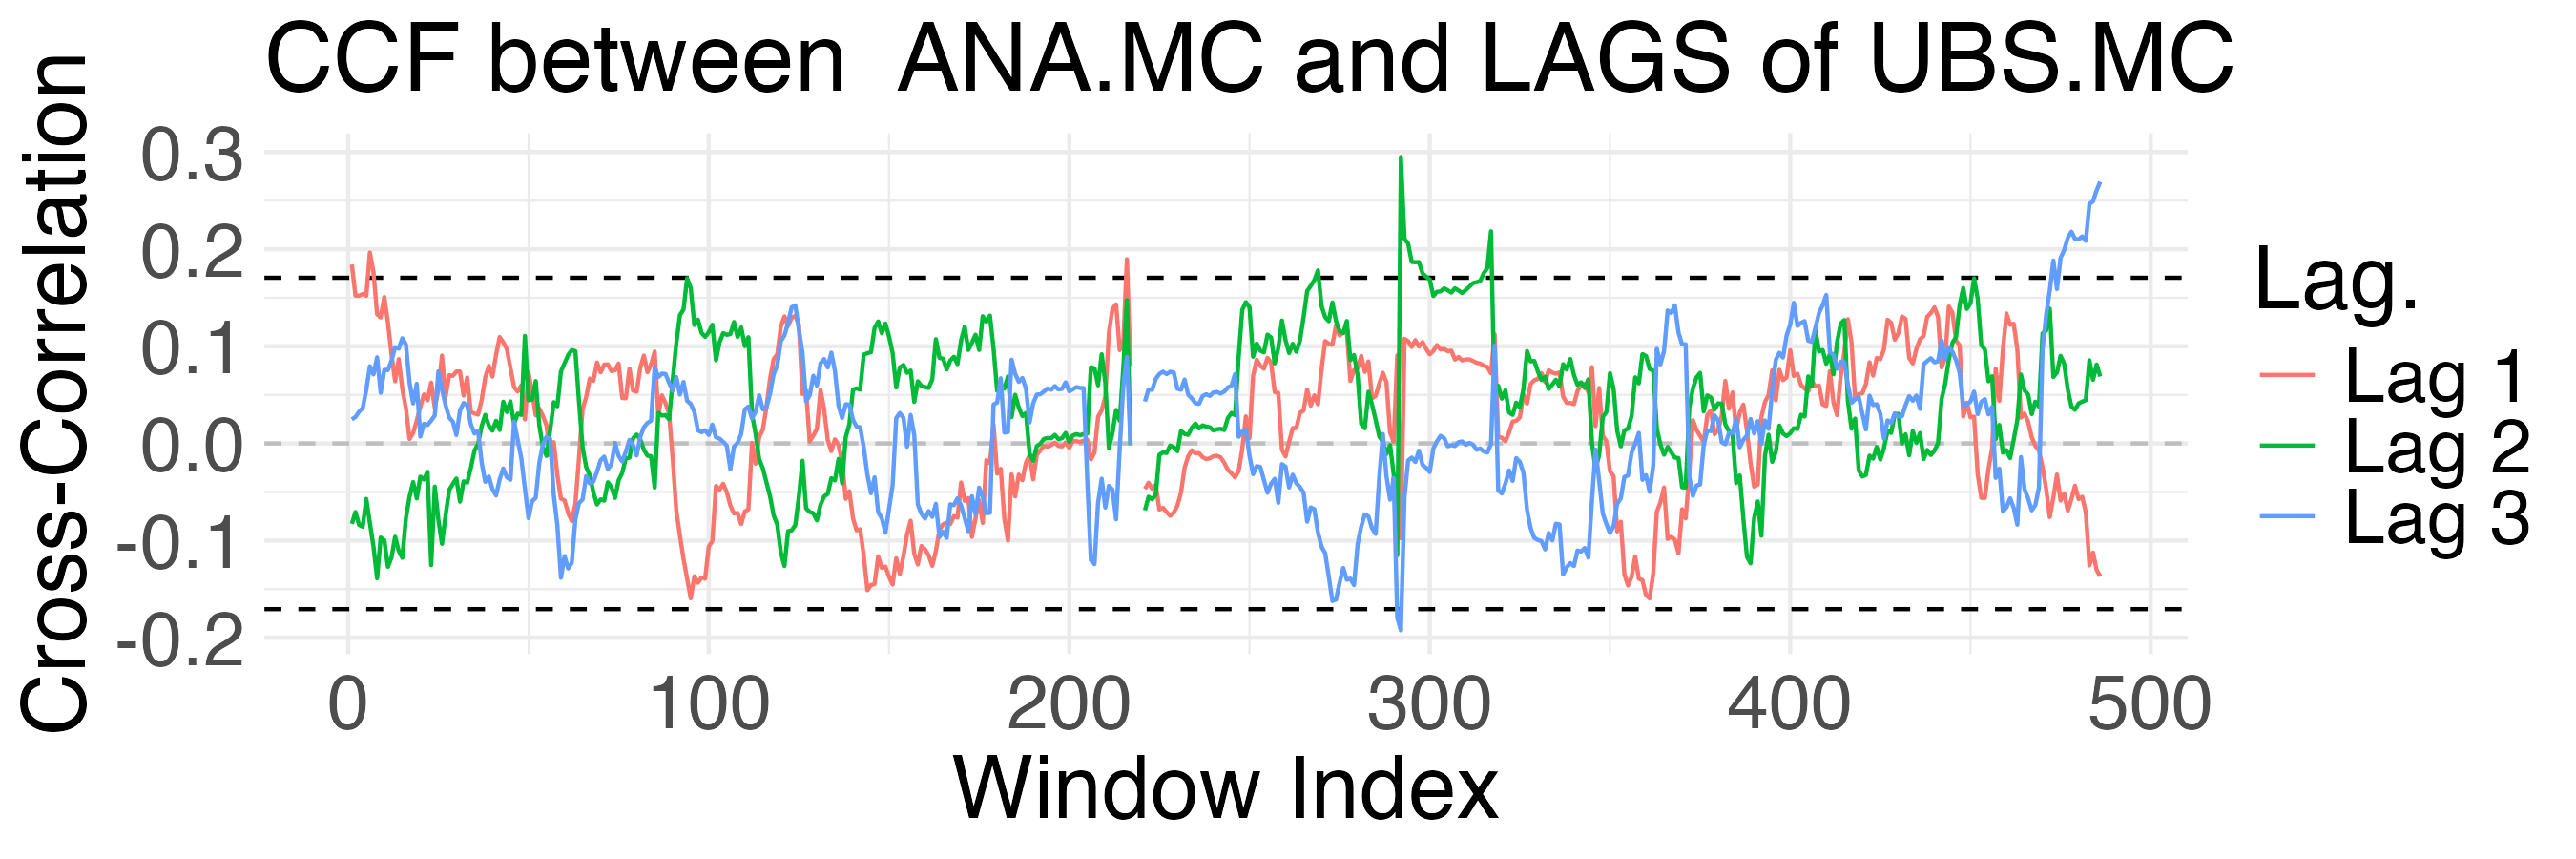 CCF between  ANA.MC and LAGS of UBS.MC
Cross-Correlation
0.3
0.2
0.1
0.0
-0.1
-0.2
0 100 200 300 400 500
Window Index
Lag.
Lag 1
Lag 2
Lag 3